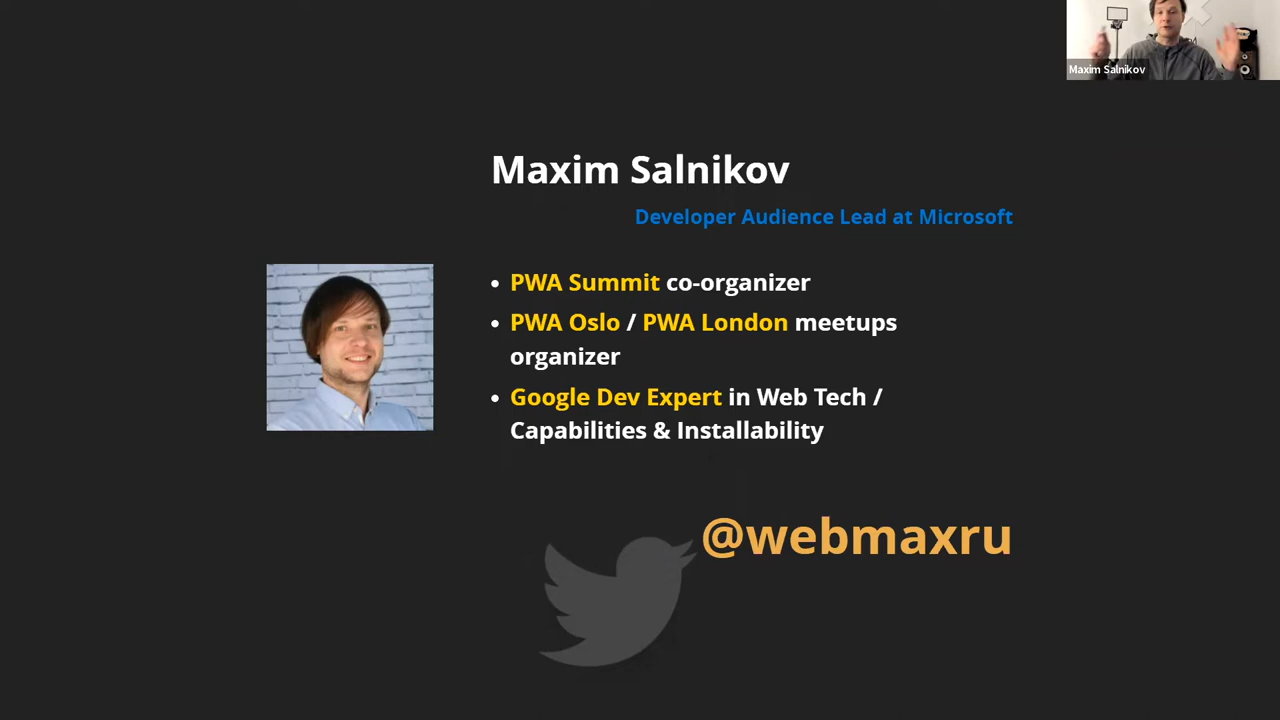 Maxim Salnikov
Maxim Salnikov
Developer Audience Lead at Microsoft
• PWA Summit co-organizer
• PWA Oslo / PWA London meetups
organizer
• Google Dev Expert in Web Tech /
Capabilities & Installability
@webmaxru